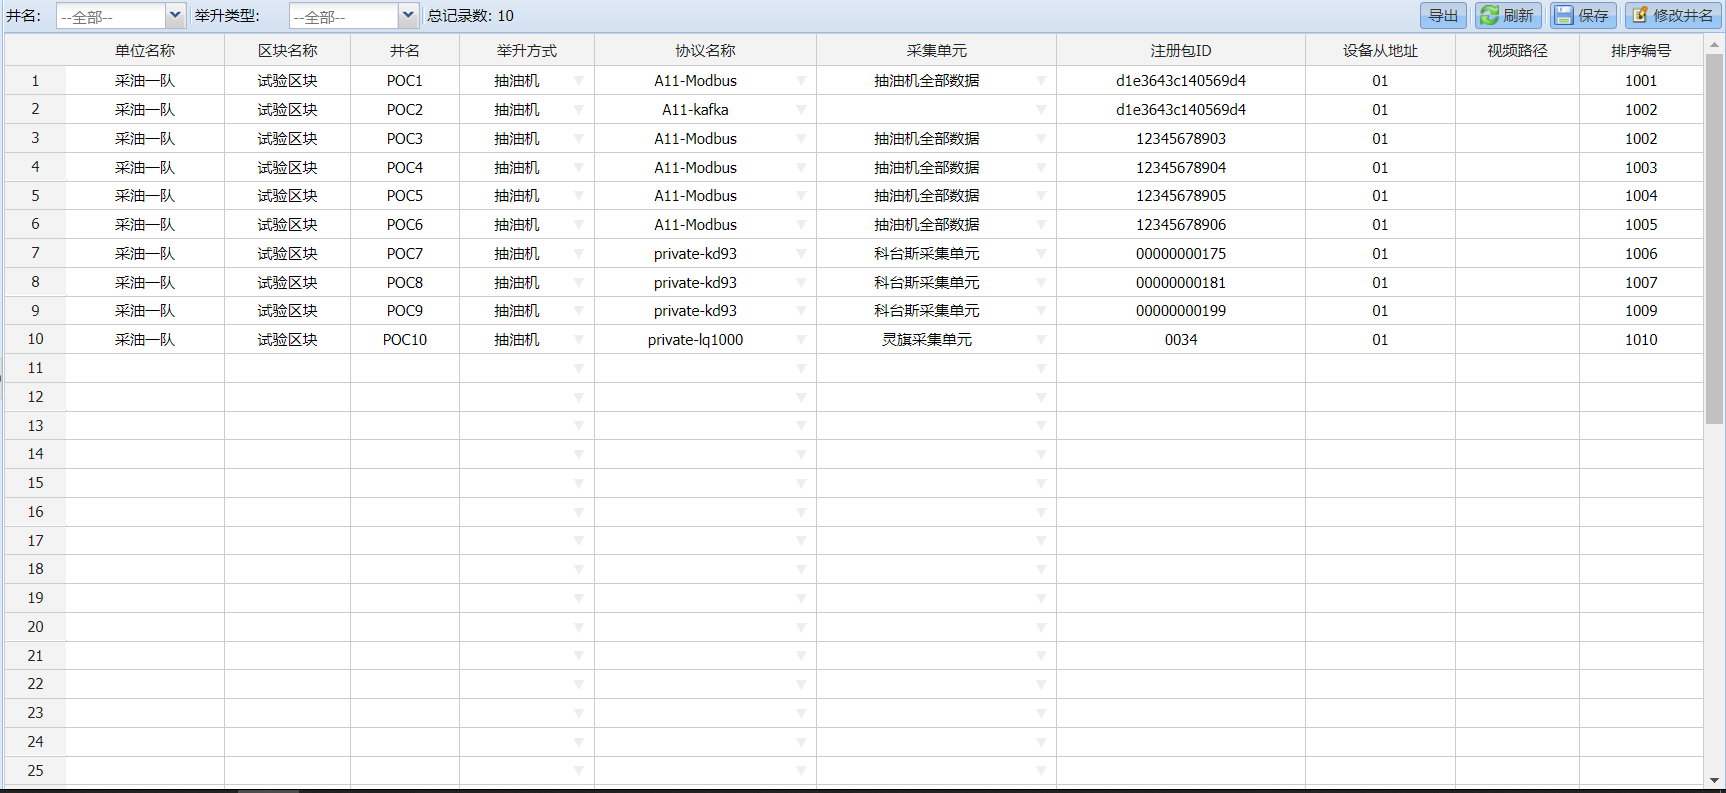 井名: --全部-- 举升类型: --全部-- 总记录数: 10 导出 刷新 保存 修改井名
单位名称 区块名称 井名 举升方式 协议名称 采集单元 注册包ID 设备从地址 视频路径 排序编号
1 采油一队 试验区块 POC1 抽油机 A11-Modbus 抽油机全部数据 d1e3643c140569d4 01 1001
2 采油一队 试验区块 POC2 抽油机 A11-kafka d1e3643c140569d4 01 1002
3 采油一队 试验区块 POC3 抽油机 A11-Modbus 抽油机全部数据 12345678903 01 1002
4 采油一队 试验区块 POC4 抽油机 A11-Modbus 抽油机全部数据 12345678904 01 1003
5 采油一队 试验区块 POC5 抽油机 A11-Modbus 抽油机全部数据 12345678905 01 1004
6 采油一队 试验区块 POC6 抽油机 A11-Modbus 抽油机全部数据 12345678906 01 1005
7 采油一队 试验区块 POC7 抽油机 private-kd93 科台斯采集单元 00000000175 01 1006
8 采油一队 试验区块 POC8 抽油机 private-kd93 科台斯采集单元 00000000181 01 1007
9 采油一队 试验区块 POC9 抽油机 private-kd93 科台斯采集单元 00000000199 01 1009
10 采油一队 试验区块 POC10 抽油机 private-lq1000 灵旗采集单元 0034 01 1010
11
12
13
14
15
16
17
18
19
20
21
22
23
24
25